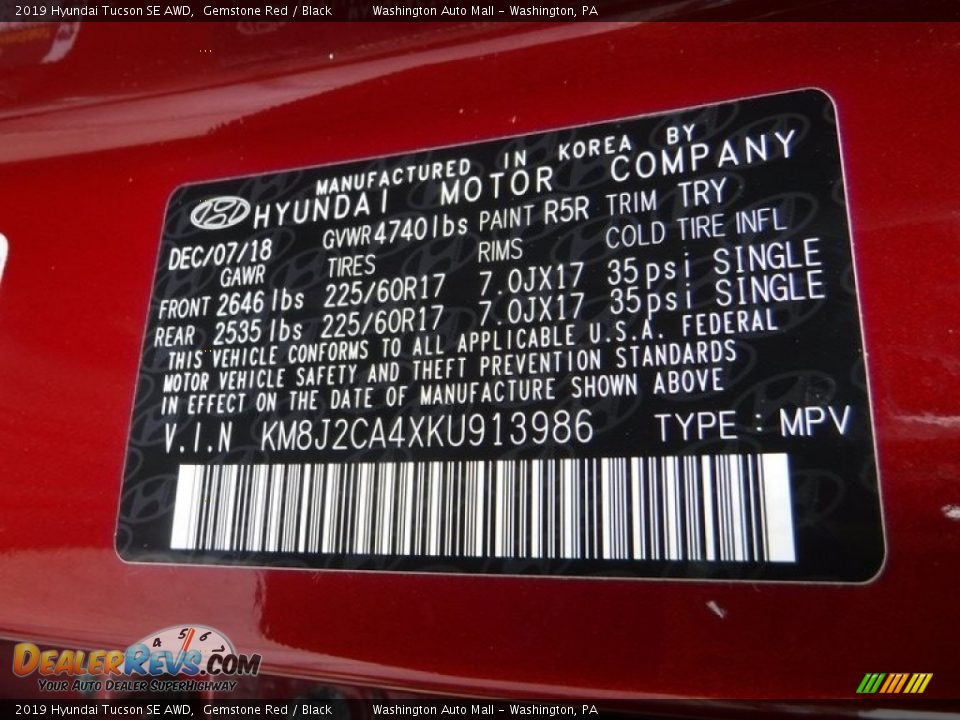 2019 Hyundai Tucson SE AWD, Gemstone Red / Black Washington Auto Mall - Washington, PA
MANUFACTURED IN KOREA BY
HYUNDAI MOTOR COMPANY
DEC/07/18 GVWR 4740 lbs PAINT R5R TRIM TRY
GAWR TIRES RIMS COLD TIRE INFL
FRONT 2646 lbs 225/60R17 7.0JX17 35psi SINGLE
REAR 2535 lbs 225/60R17 7.0JX17 35psi SINGLE
THIS VEHICLE CONFORMS TO ALL APPLICABLE U.S.A. FEDERAL
MOTOR VEHICLE SAFETY AND THEFT PREVENTION STANDARDS
IN EFFECT ON THE DATE OF MANUFACTURE SHOWN ABOVE
V.I.N KM8J2CA4XKU913986 TYPE : MPV
4 5 6 7
DEALERREVS.COM
Your Auto Dealer SuperHighway
2019 Hyundai Tucson SE AWD, Gemstone Red / Black Washington Auto Mall - Washington, PA